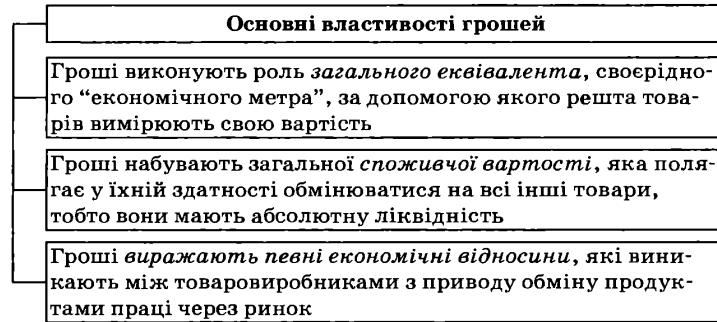 Основні властивості грошей
Гроші виконують роль загального еквівалента, своєрідно-
го “економічного метра”, за допомогою якого решта това-
рів вимірюють свою вартість
Гроші набувають загальної споживчої вартості, яка поля-
гає у їхній здатності обмінюватися на всі інші товари,
тобто вони мають абсолютну ліквідність
Гроші виражають певні економічні відносини, які вини-
кають між товаровиробниками з приводу обміну продук-
тами праці через ринок